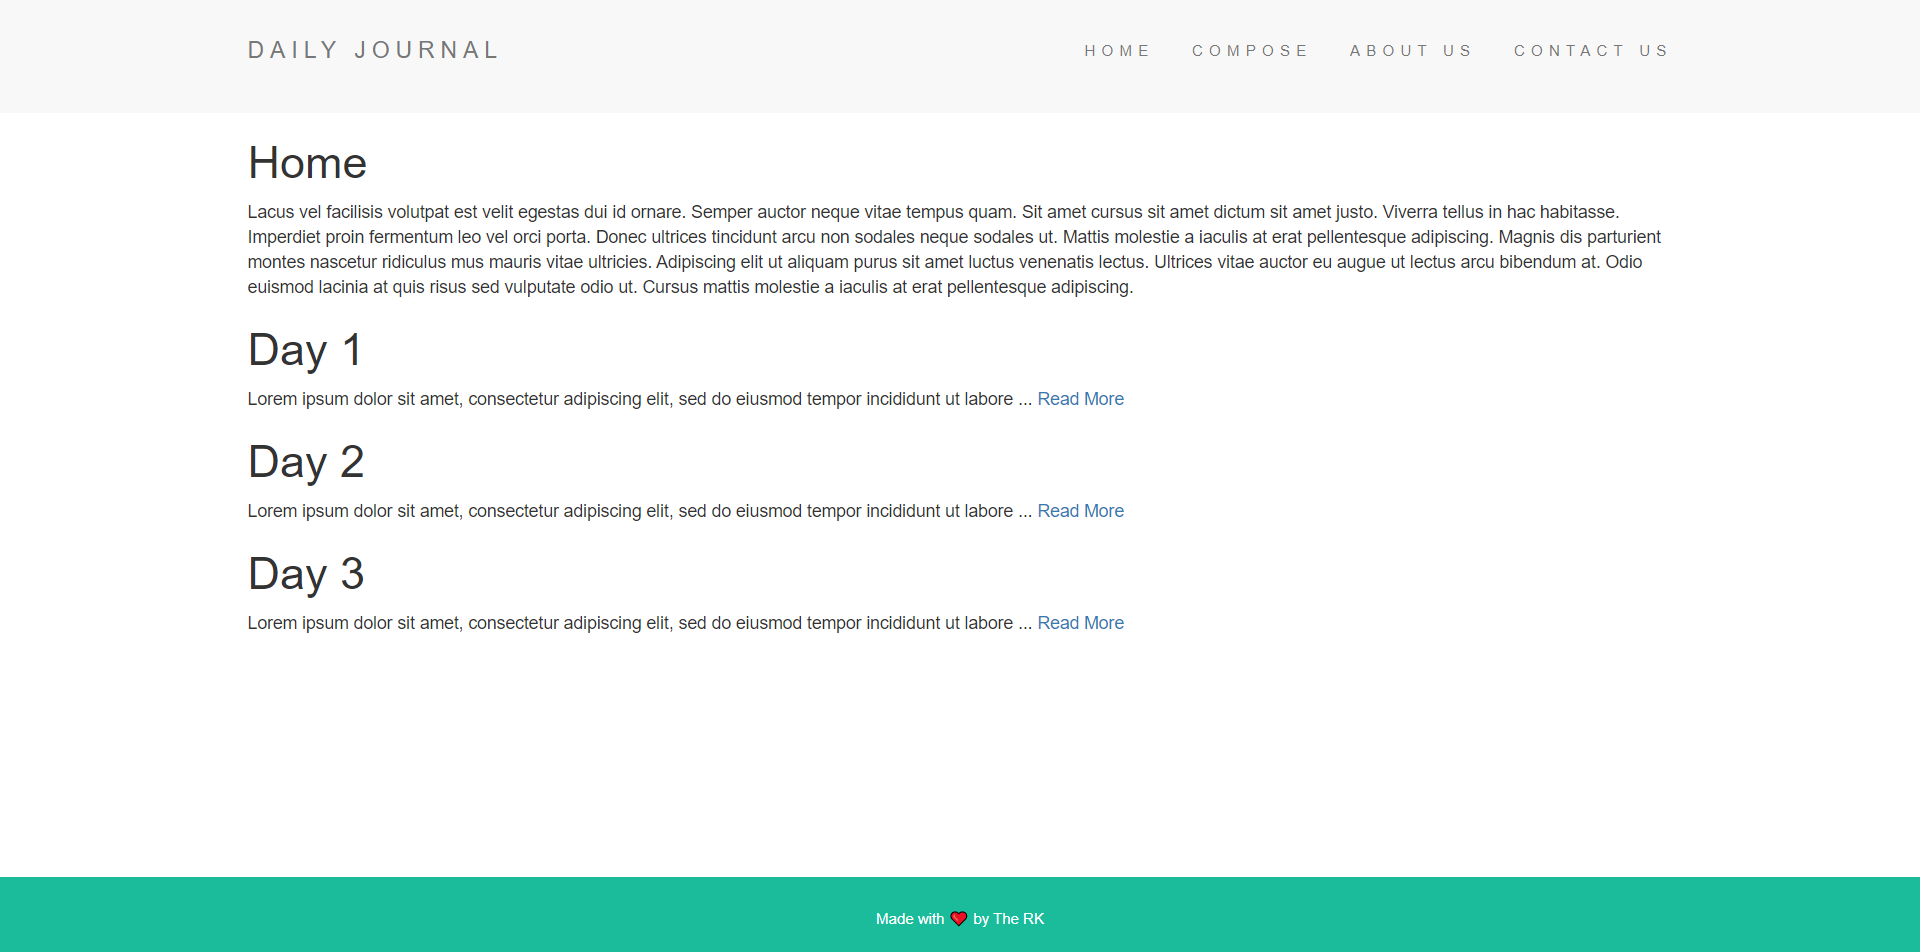 DAILY JOURNAL
HOME COMPOSE ABOUT US CONTACT US
Home
Lacus vel facilisis volutpat est velit egestas dui id ornare. Semper auctor neque vitae tempus quam. Sit amet cursus sit amet dictum sit amet justo. Viverra tellus in hac habitasse.
Imperdiet proin fermentum leo vel orci porta. Donec ultrices tincidunt arcu non sodales neque sodales ut. Mattis molestie a iaculis at erat pellentesque adipiscing. Magnis dis parturient
montes nascetur ridiculus mus mauris vitae ultricies. Adipiscing elit ut aliquam purus sit amet luctus venenatis lectus. Ultrices vitae auctor eu augue ut lectus arcu bibendum at. Odio
euismod lacinia at quis risus sed vulputate odio ut. Cursus mattis molestie a iaculis at erat pellentesque adipiscing.
Day 1
Lorem ipsum dolor sit amet, consectetur adipiscing elit, sed do eiusmod tempor incididunt ut labore ... Read More
Day 2
Lorem ipsum dolor sit amet, consectetur adipiscing elit, sed do eiusmod tempor incididunt ut labore ... Read More
Day 3
Lorem ipsum dolor sit amet, consectetur adipiscing elit, sed do eiusmod tempor incididunt ut labore ... Read More
Made with ❤️ by The RK